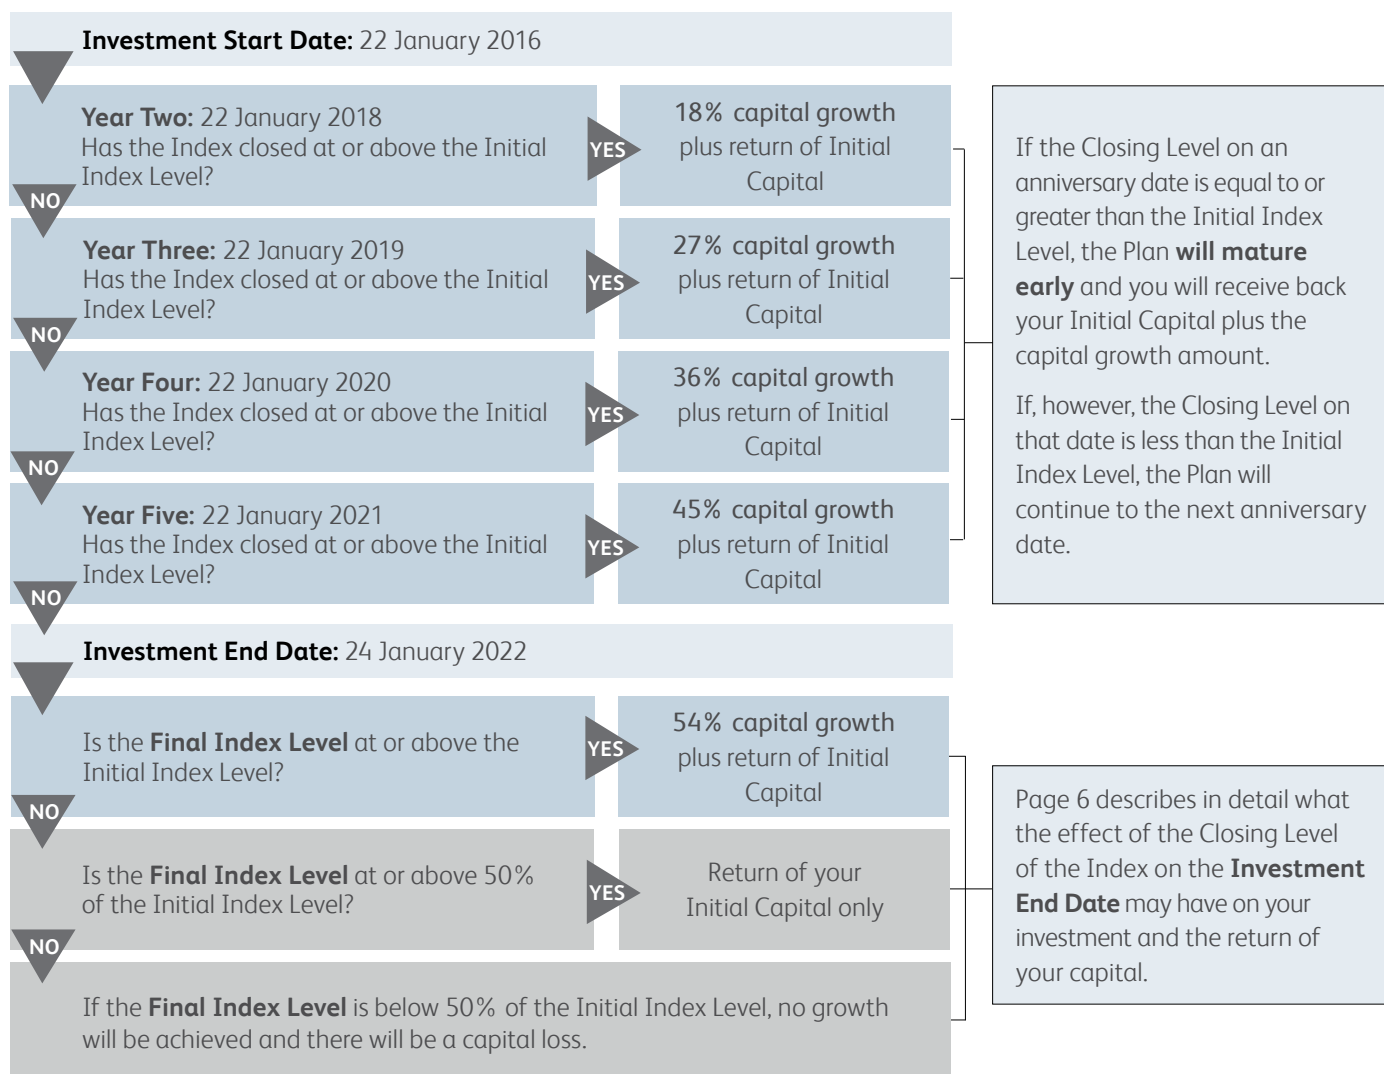 Investment Start Date: 22 January 2016
Year Two: 22 January 2018
Has the Index closed at or above the Initial
Index Level?
YES
18% capital growth
plus return of Initial
Capital
NO
Year Three: 22 January 2019
Has the Index closed at or above the Initial
Index Level?
YES
27% capital growth
plus return of Initial
Capital
NO
Year Four: 22 January 2020
Has the Index closed at or above the Initial
Index Level?
YES
36% capital growth
plus return of Initial
Capital
NO
Year Five: 22 January 2021
Has the Index closed at or above the Initial
Index Level?
YES
45% capital growth
plus return of Initial
Capital
NO
If the Closing Level on an
anniversary date is equal to or
greater than the Initial Index
Level, the Plan will mature
early and you will receive back
your Initial Capital plus the
capital growth amount.
If, however, the Closing Level on
that date is less than the Initial
Index Level, the Plan will
continue to the next anniversary
date.
Investment End Date: 24 January 2022
Is the Final Index Level at or above the
Initial Index Level?
YES
54% capital growth
plus return of Initial
Capital
NO
Is the Final Index Level at or above 50%
of the Initial Index Level?
YES
Return of your
Initial Capital only
NO
If the Final Index Level is below 50% of the Initial Index Level, no growth
will be achieved and there will be a capital loss.
Page 6 describes in detail what
the effect of the Closing Level
of the Index on the Investment
End Date may have on your
investment and the return of
your capital.